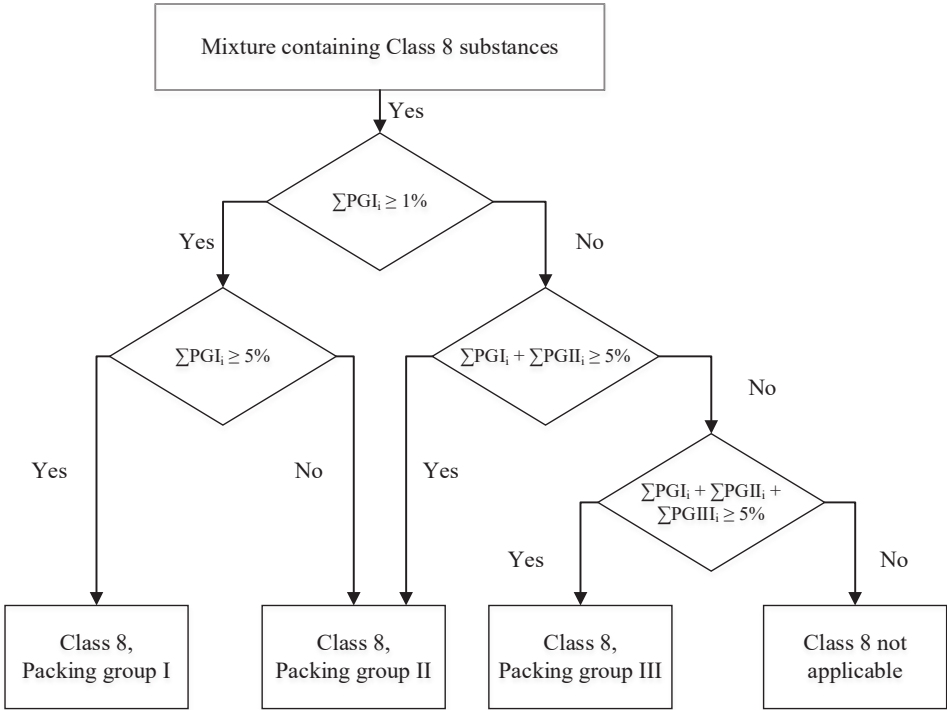 Mixture containing Class 8 substances
Yes
∑PGIᵢ ≥ 1%
Yes
No
∑PGIᵢ ≥ 5%
∑PGIᵢ + ∑PGIIᵢ ≥ 5%
No
Yes
No
Yes
∑PGIᵢ + ∑PGIIᵢ +
∑PGIIIᵢ ≥ 5%
Yes
No
Class 8,
Packing group I
Class 8,
Packing group II
Class 8,
Packing group III
Class 8 not
applicable